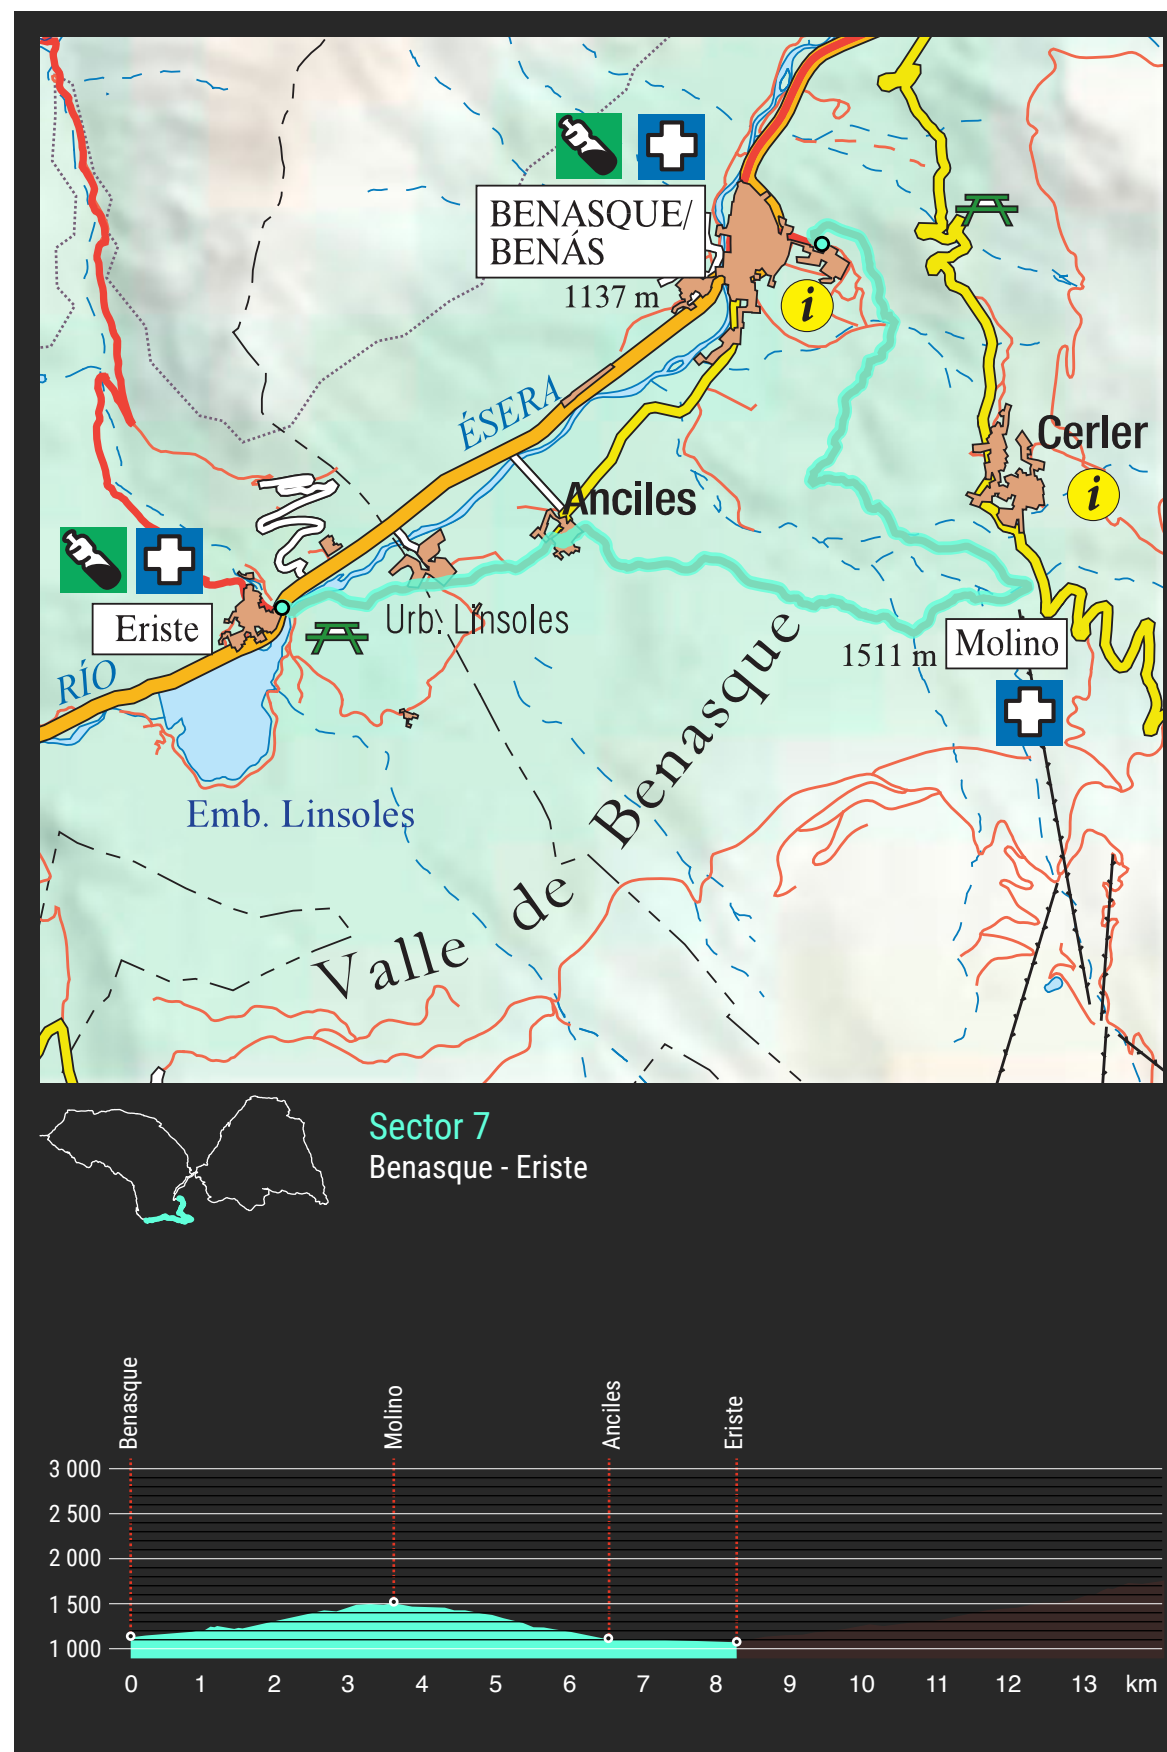 BENASQUE/
BENÁS
1137 m
i
ÉSERA
Cerler
i
Anciles
Eriste
Urb. Linsoles
1511 m
Molino
RÍO
Emb. Linsoles
Valle de Benasque
Sector 7
Benasque - Eriste
Benasque
Molino
Anciles
Eriste
3 000
2 500
2 000
1 500
1 000
0 1 2 3 4 5 6 7 8 9 10 11 12 13 km